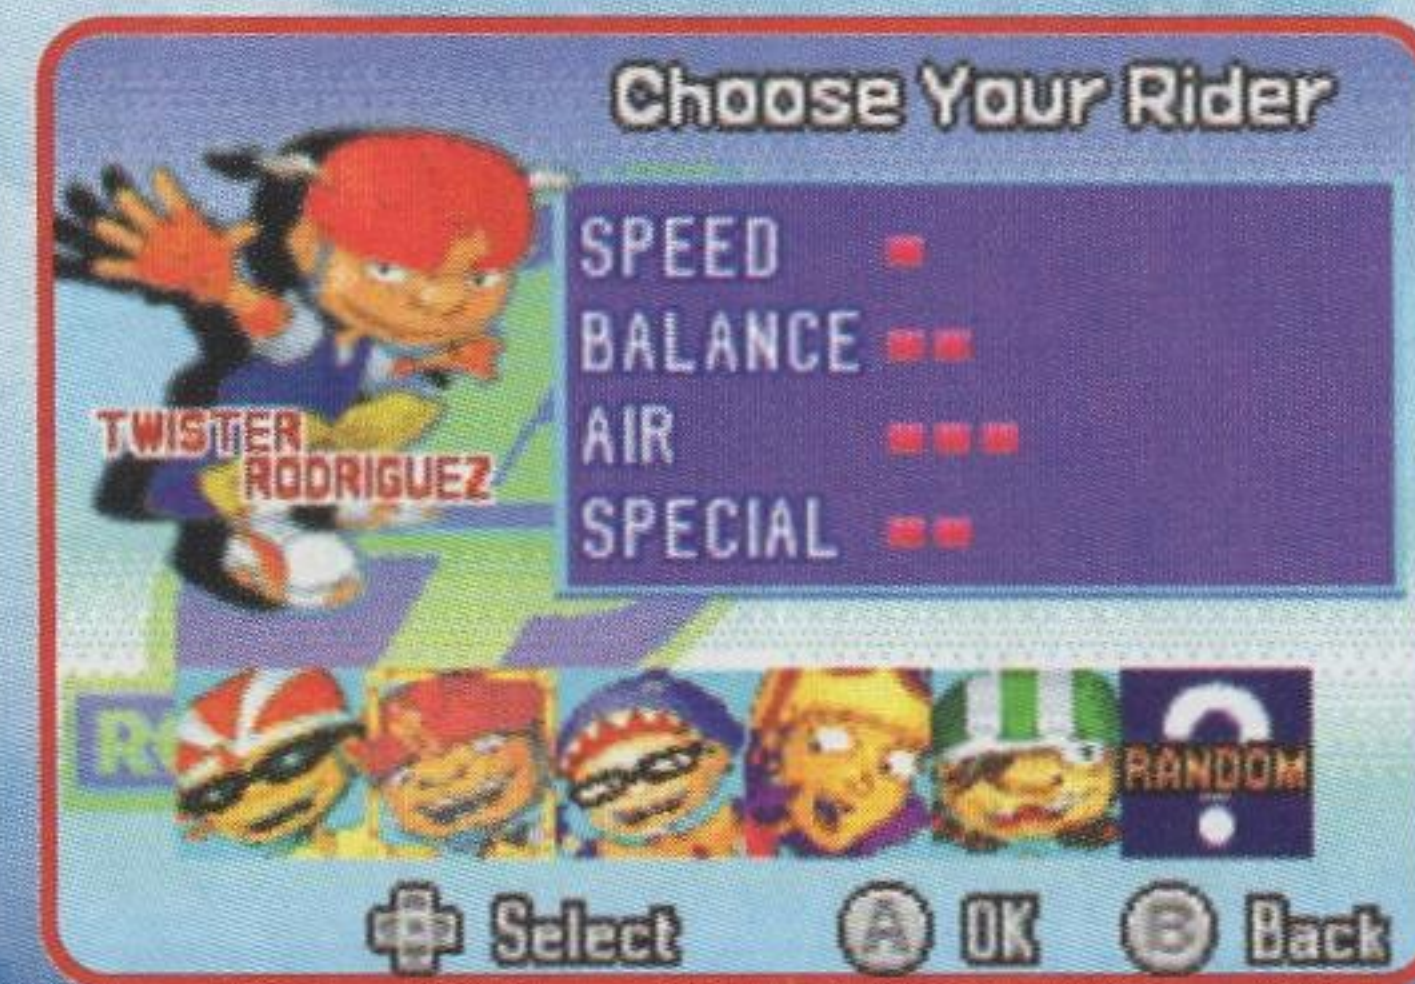 Choose Your Rider
SPEED
BALANCE
AIR
SPECIAL
TWISTER
RODRIGUEZ
R
RANDOM
Select
A OK
B Back